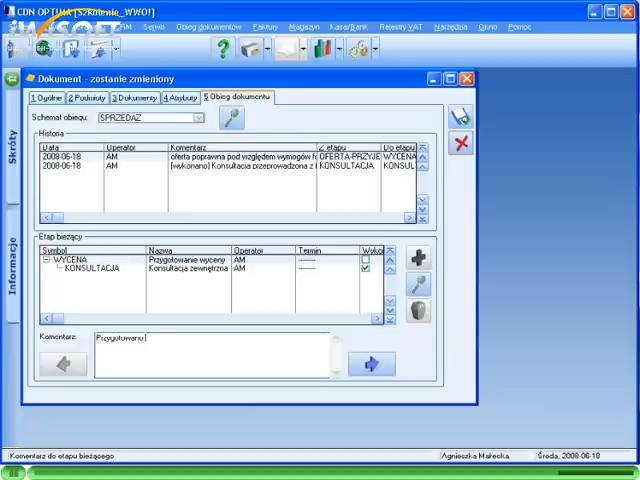 CDN OPTIMA [Szkolenie_WWO!]
Serwis Obieg dokumentów Faktury Magazyn Kasa/Bank Rejestry VAT Narzędzia Okno Pomoc
Dokument - zostanie zmieniony
1 Ogólne 2 Podmioty 3 Dokumenty 4 Atrybuty 5 Obieg dokumentu
Schemat obiegu: SPRZEDAŻ
Historia
Data Operator Komentarz Z etapu Do etapu
2008-06-18 AM oferta poprawna pod względem wymogów OFERTA-PRZYJE WYCENA
2008-06-18 AM [wykonano] Konsultacja przeprowadzona z KONSULTACJA KONSUL
Etap bieżący
Symbol Nazwa Operator Termin Wykon
WYCENA Przygotowanie wyceny AM -------
KONSULTACJA Konsultacja zewnętrzna AM -------
Komentarz: Przygotowano
Skróty
Informacje
Komentarz do etapu bieżącego Agnieszka Małecka Środa, 2008-06-18